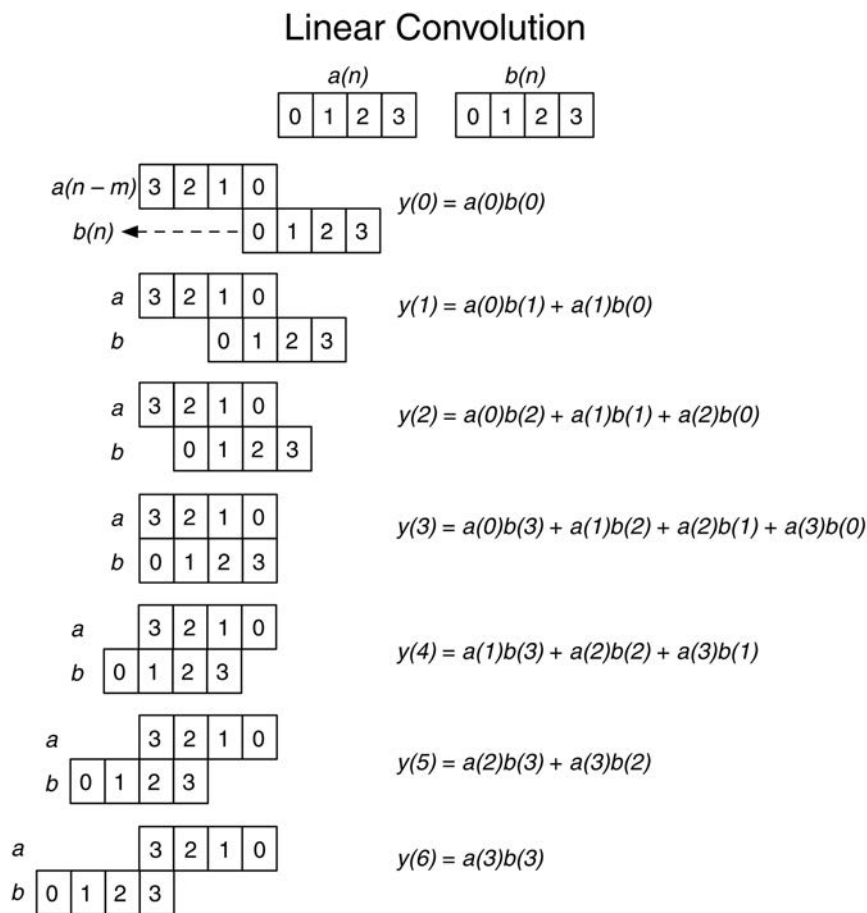 Linear Convolution
a(n) b(n)
0 1 2 3 0 1 2 3
a(n – m) 3 2 1 0
y(0) = a(0)b(0)
b(n) 0 1 2 3
a 3 2 1 0
y(1) = a(0)b(1) + a(1)b(0)
b 0 1 2 3
a 3 2 1 0
y(2) = a(0)b(2) + a(1)b(1) + a(2)b(0)
b 0 1 2 3
a 3 2 1 0
y(3) = a(0)b(3) + a(1)b(2) + a(2)b(1) + a(3)b(0)
b 0 1 2 3
a 3 2 1 0
y(4) = a(1)b(3) + a(2)b(2) + a(3)b(1)
b 0 1 2 3
a 3 2 1 0
y(5) = a(2)b(3) + a(3)b(2)
b 0 1 2 3
a 3 2 1 0
y(6) = a(3)b(3)
b 0 1 2 3